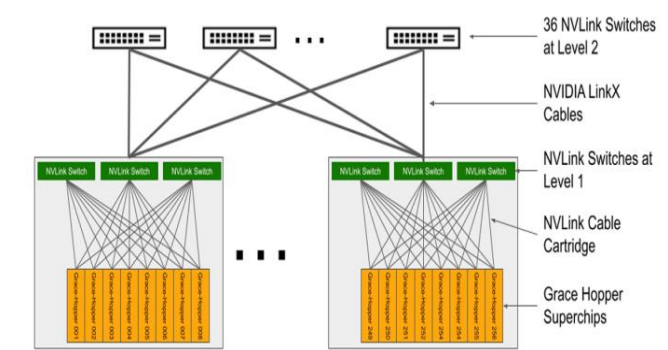 36 NVLink Switches
at Level 2
NVIDIA LinkX
Cables
NVLink Switch NVLink Switch NVLink Switch
NVLink Switch NVLink Switch NVLink Switch
NVLink Switches at
Level 1
NVLink Cable
Cartridge
Grace-Hopper 001
Grace-Hopper 002
Grace-Hopper 003
Grace-Hopper 004
Grace-Hopper 005
Grace-Hopper 006
Grace-Hopper 007
Grace-Hopper 008
Grace-Hopper 249
Grace-Hopper 250
Grace-Hopper 251
Grace-Hopper 252
Grace-Hopper 254
Grace-Hopper 254
Grace-Hopper 255
Grace-Hopper 256
Grace Hopper
Superchips